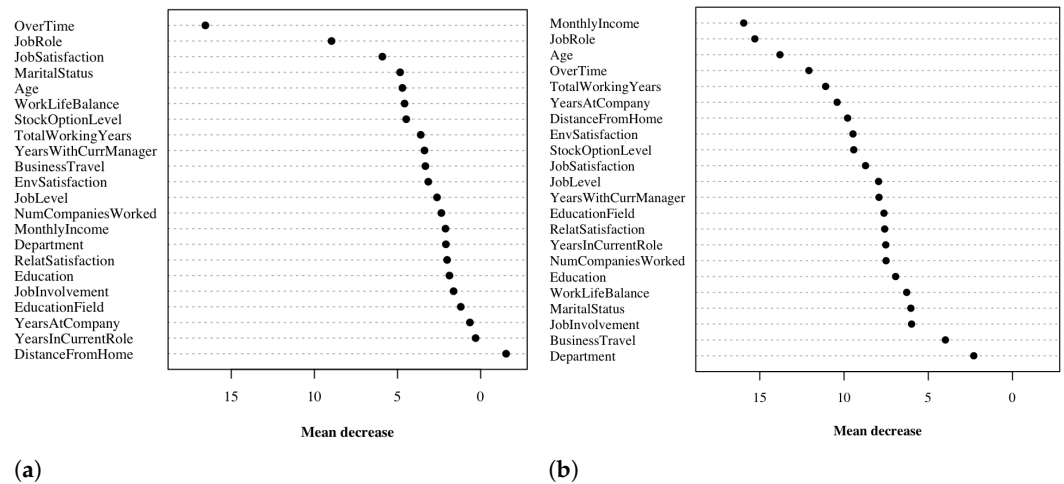 OverTime
JobRole
JobSatisfaction
MaritalStatus
Age
WorkLifeBalance
StockOptionLevel
TotalWorkingYears
YearsWithCurrManager
BusinessTravel
EnvSatisfaction
JobLevel
NumCompaniesWorked
MonthlyIncome
Department
RelatSatisfaction
Education
JobInvolvement
EducationField
YearsAtCompany
YearsInCurrentRole
DistanceFromHome
15 10 5 0
Mean decrease
(a)
MonthlyIncome
JobRole
Age
OverTime
TotalWorkingYears
YearsAtCompany
DistanceFromHome
EnvSatisfaction
StockOptionLevel
JobSatisfaction
JobLevel
YearsWithCurrManager
EducationField
RelatSatisfaction
YearsInCurrentRole
NumCompaniesWorked
Education
WorkLifeBalance
MaritalStatus
JobInvolvement
BusinessTravel
Department
15 10 5 0
Mean decrease
(b)